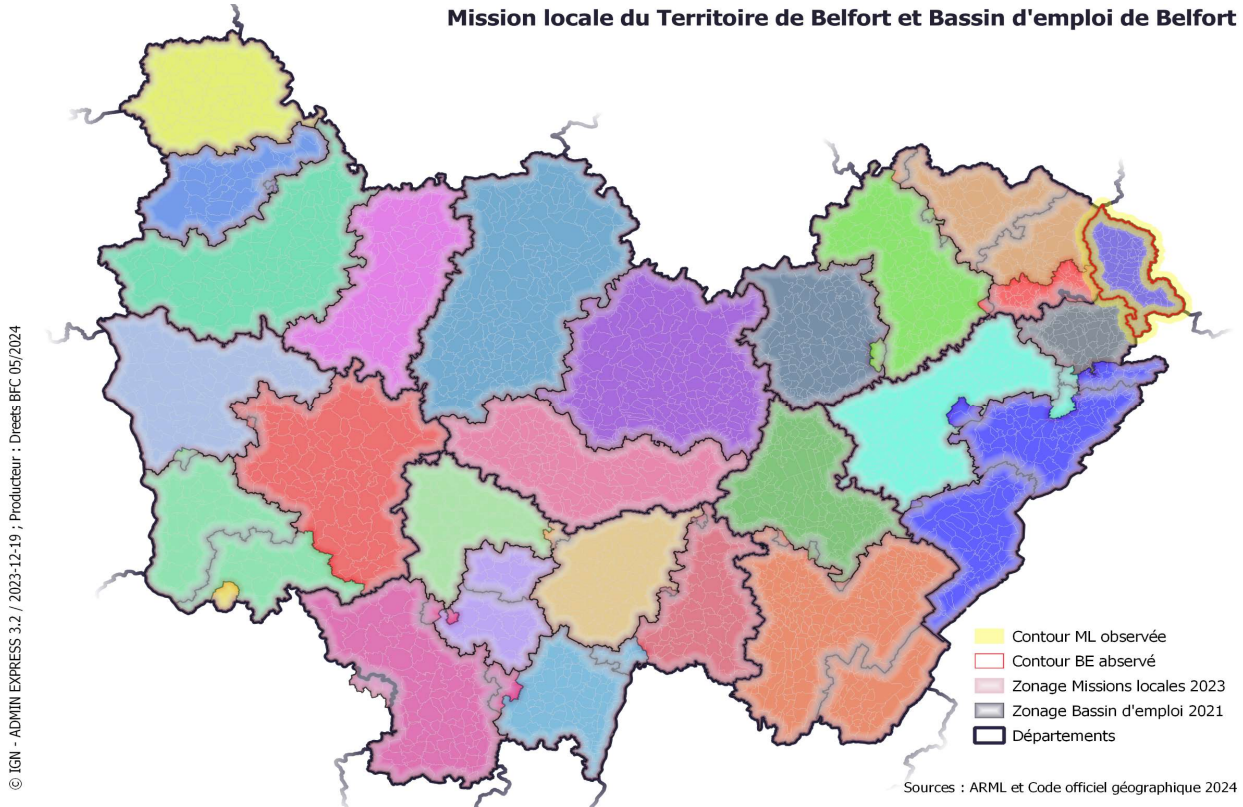 Mission locale du Territoire de Belfort et Bassin d'emploi de Belfort
© IGN - ADMIN EXPRESS 3.2 / 2023-12-19 ; Producteur : Dreets BFC 05/2024
Contour ML observée
Contour BE abservé
Zonage Missions locales 2023
Zonage Bassin d'emploi 2021
Départements
Sources : ARML et Code officiel géographique 2024